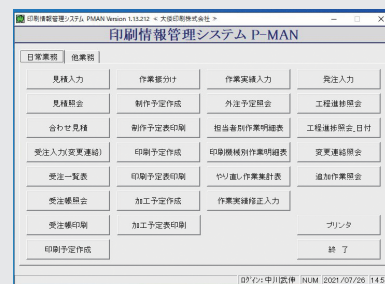 印刷情報管理システム PMAN Version 1.13.212 < 大信印刷株式会社 >
印刷情報管理システム P-MAN
日常業務 他業務
見積入力 作業振分け 作業実績入力 発注入力
見積照会 制作予定作成 外注予定照会 工程進捗照会
合わせ見積 制作予定表印刷 担当者別作業明細表 工程進捗照会_日付
受注入力(変更連絡) 印刷予定作成 印刷機械別作業明細表 変更連絡照会
受注一覧表 印刷予定表印刷 やり直し作業集計表 追加作業照会
受注帳照会 加工予定作成 作業実績修正入力
受注帳印刷 加工予定表印刷 プリンタ
印刷予定作成 終 了
ログイン: 中川武伸 NUM 2021/07/26 14:5